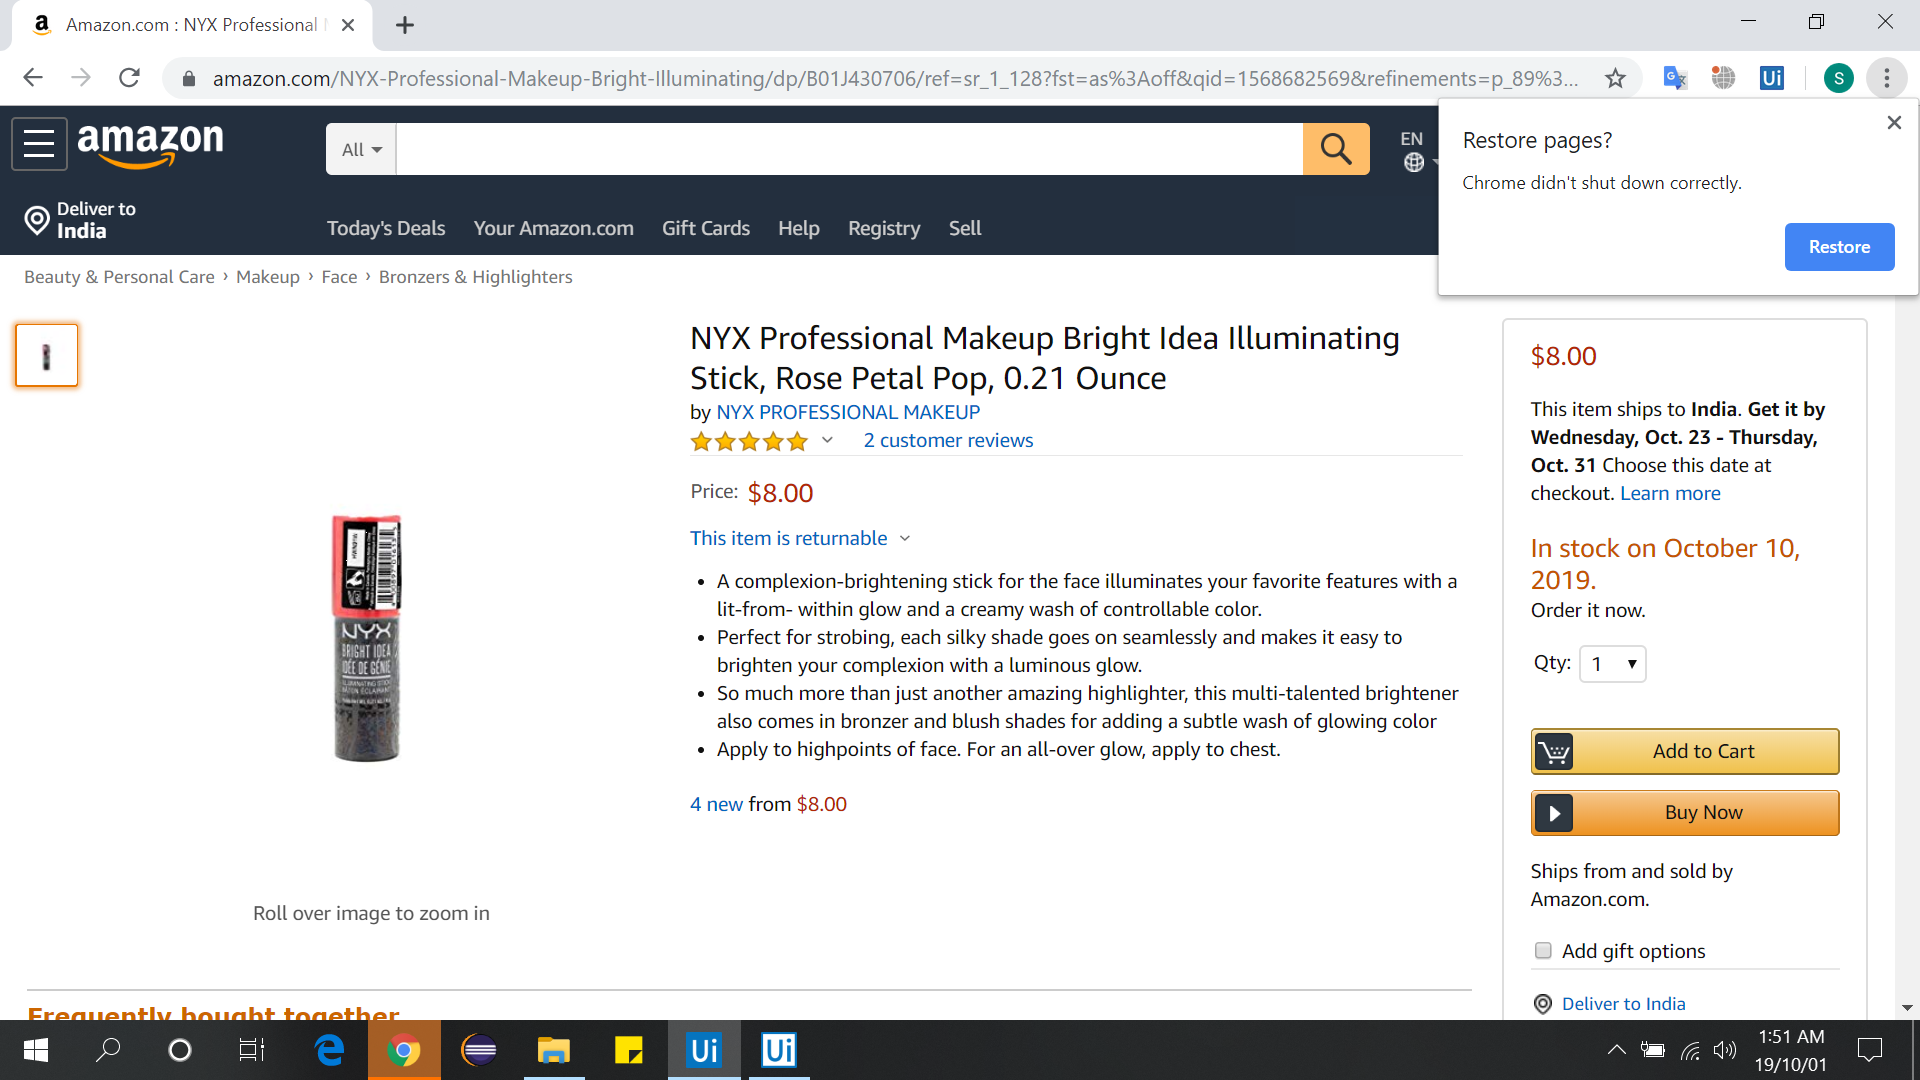 Amazon.com : NYX Professional
amazon.com/NYX-Professional-Makeup-Bright-Illuminating/dp/B01J430706/ref=sr_1_128?fst=as%3Aoff&qid=1568682569&refinements=p_89%3...
Ui
S
Restore pages?
Chrome didn't shut down correctly.
Restore
amazon
All
EN
Deliver to
India
Today's Deals
Your Amazon.com
Gift Cards
Help
Registry
Sell
Beauty & Personal Care › Makeup › Face › Bronzers & Highlighters
NYX Professional Makeup Bright Idea Illuminating
Stick, Rose Petal Pop, 0.21 Ounce
by NYX PROFESSIONAL MAKEUP
2 customer reviews
Price: $8.00
This item is returnable
• A complexion-brightening stick for the face illuminates your favorite features with a
lit-from- within glow and a creamy wash of controllable color.
• Perfect for strobing, each silky shade goes on seamlessly and makes it easy to
brighten your complexion with a luminous glow.
• So much more than just another amazing highlighter, this multi-talented brightener
also comes in bronzer and blush shades for adding a subtle wash of glowing color
• Apply to highpoints of face. For an all-over glow, apply to chest.
4 new from $8.00
NYX
BRIGHT IDEA
IDÉE DE GÉNIE
ILLUMINATING STICK
Roll over image to zoom in
$8.00
This item ships to India. Get it by
Wednesday, Oct. 23 - Thursday,
Oct. 31 Choose this date at
checkout. Learn more
In stock on October 10,
2019.
Order it now.
Qty: 1
Add to Cart
Buy Now
Ships from and sold by
Amazon.com.
Add gift options
Deliver to India
Frequently bought together
Ui
Ui
1:51 AM
19/10/01